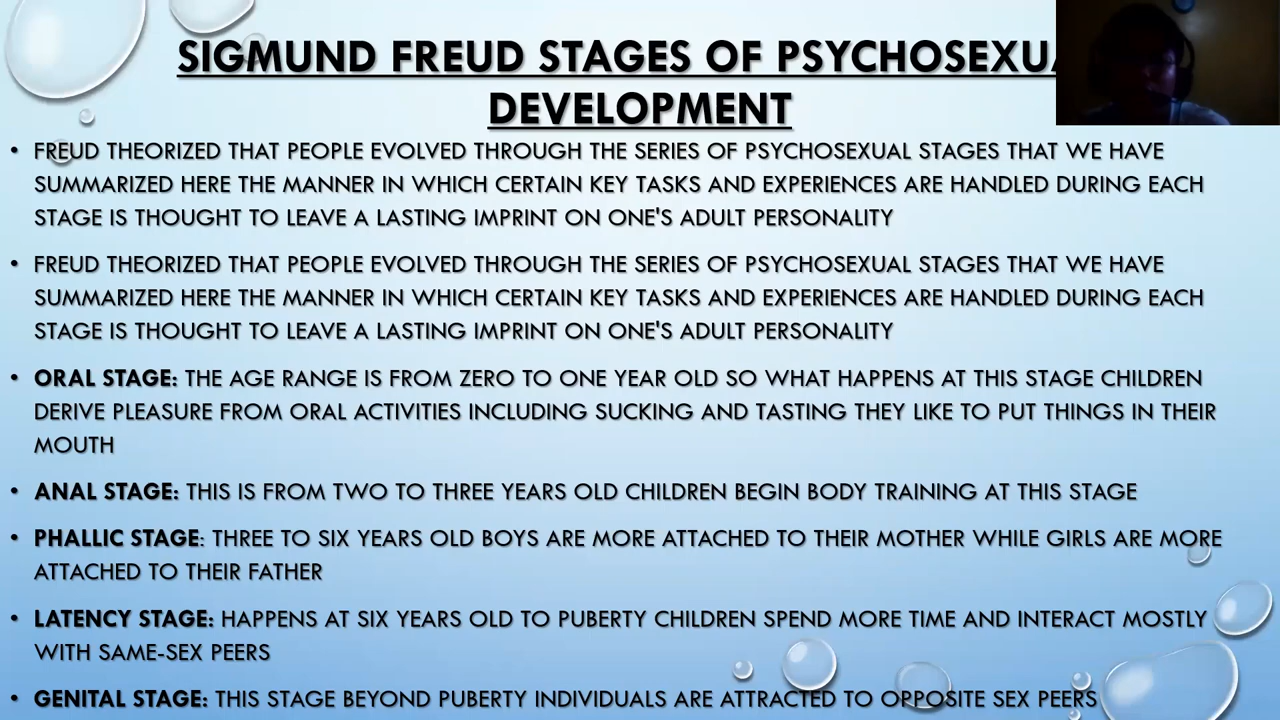 SIGMUND FREUD STAGES OF PSYCHOSEXUA
DEVELOPMENT
• FREUD THEORIZED THAT PEOPLE EVOLVED THROUGH THE SERIES OF PSYCHOSEXUAL STAGES THAT WE HAVE
SUMMARIZED HERE THE MANNER IN WHICH CERTAIN KEY TASKS AND EXPERIENCES ARE HANDLED DURING EACH
STAGE IS THOUGHT TO LEAVE A LASTING IMPRINT ON ONE'S ADULT PERSONALITY
• FREUD THEORIZED THAT PEOPLE EVOLVED THROUGH THE SERIES OF PSYCHOSEXUAL STAGES THAT WE HAVE
SUMMARIZED HERE THE MANNER IN WHICH CERTAIN KEY TASKS AND EXPERIENCES ARE HANDLED DURING EACH
STAGE IS THOUGHT TO LEAVE A LASTING IMPRINT ON ONE'S ADULT PERSONALITY
• ORAL STAGE: THE AGE RANGE IS FROM ZERO TO ONE YEAR OLD SO WHAT HAPPENS AT THIS STAGE CHILDREN
DERIVE PLEASURE FROM ORAL ACTIVITIES INCLUDING SUCKING AND TASTING THEY LIKE TO PUT THINGS IN THEIR
MOUTH
• ANAL STAGE: THIS IS FROM TWO TO THREE YEARS OLD CHILDREN BEGIN BODY TRAINING AT THIS STAGE
• PHALLIC STAGE: THREE TO SIX YEARS OLD BOYS ARE MORE ATTACHED TO THEIR MOTHER WHILE GIRLS ARE MORE
ATTACHED TO THEIR FATHER
• LATENCY STAGE: HAPPENS AT SIX YEARS OLD TO PUBERTY CHILDREN SPEND MORE TIME AND INTERACT MOSTLY
WITH SAME-SEX PEERS
• GENITAL STAGE: THIS STAGE BEYOND PUBERTY INDIVIDUALS ARE ATTRACTED TO OPPOSITE SEX PEERS